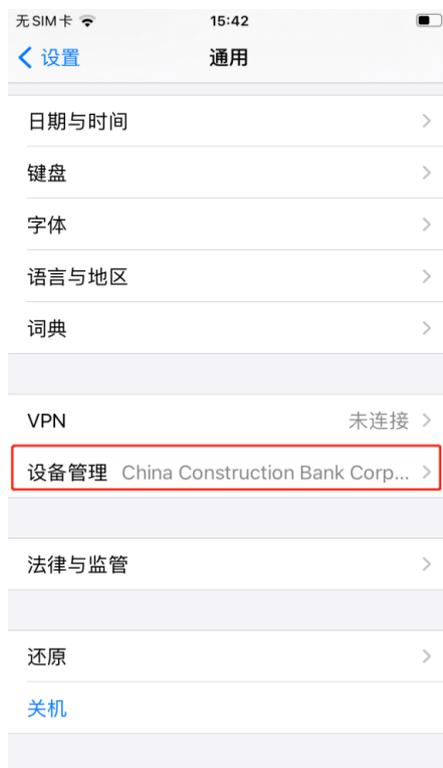 无SIM卡 15:42
设置 通用
日期与时间
键盘
字体
语言与地区
词典
VPN 未连接
设备管理 China Construction Bank Corp...
法律与监管
还原
关机